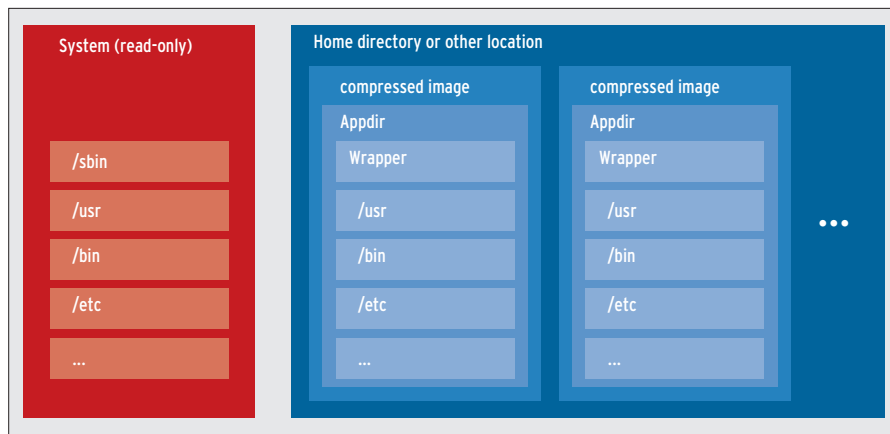 System (read-only)
/sbin
/usr
/bin
/etc
...
Home directory or other location
compressed image
Appdir
Wrapper
/usr
/bin
/etc
...
compressed image
Appdir
Wrapper
/usr
/bin
/etc
...
...